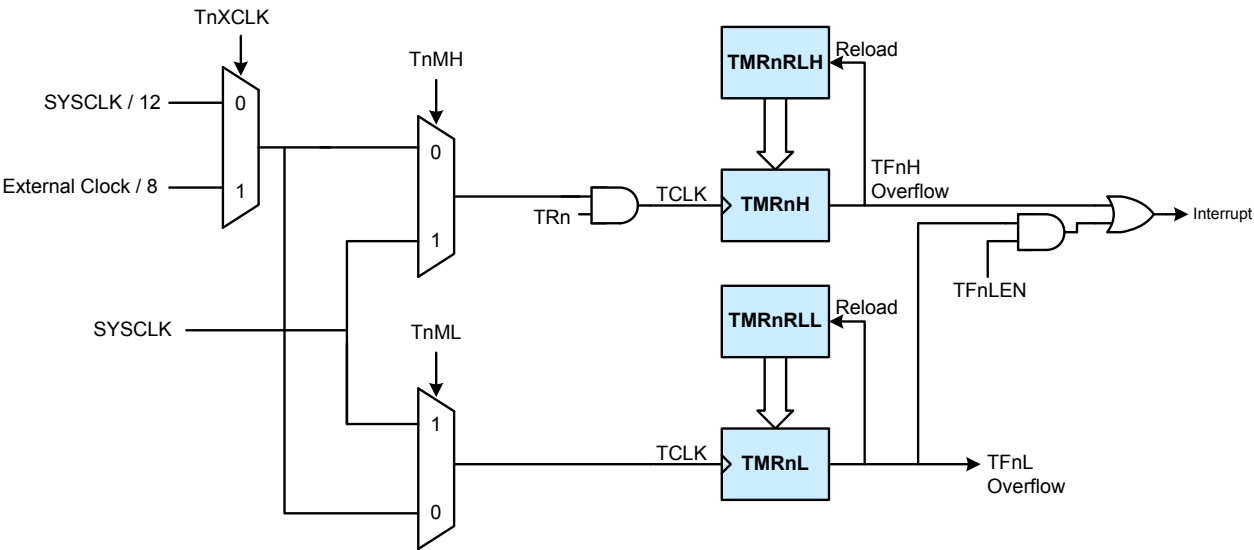 TnXCLK
TnMH
SYSCLK / 12
0
External Clock / 8
1
0
1
TRn
TCLK
TMRnRLH
Reload
TMRnH
TFnH
Overflow
Interrupt
TFnLEN
SYSCLK
TnML
1
0
TCLK
TMRnRLL
Reload
TMRnL
TFnL
Overflow